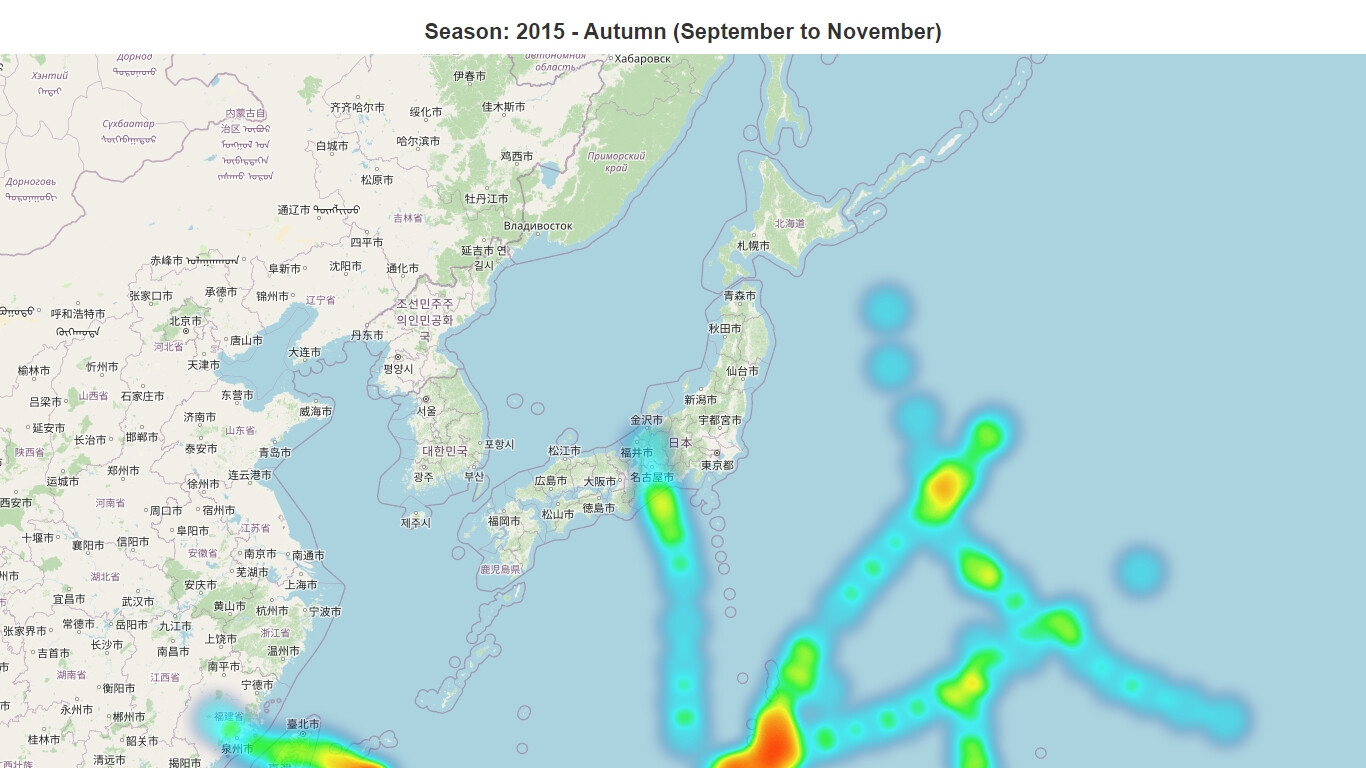 Season: 2015 - Autumn (September to November)
Дорнод
автономная
область
Хабаровск
Хэнтий
伊春市
齐齐哈尔市
绥化市
佳木斯市
内蒙古自
治区
Сүхбаатар
哈尔滨市
白城市
鸡西市
Приморский
край
松原市
Дорноговь
牡丹江市
通辽市
吉林省
北海道
Владивосток
四平市
札幌市
延吉市 연
길시
赤峰市
阜新市
沈阳市
通化市
张家口市
承德市
锦州市
辽宁省
青森市
조선민주주
의인민공화
국
呼和浩特市
北京市
秋田市
丹东市
唐山市
河北省
大连市
天津市
榆林市
忻州市
평양시
仙台市
吕梁市
山西省
石家庄市
东营市
威海市
서울
新潟市
延安市
济南市
金沢市
宇都宮市
长治市
邯郸市
山东省
포항시
日本
陕西省
泰安市
青岛市
대한민국
松江市
福井市
東京都
运城市
郑州市
连云港市
광주
부산
広島市
大阪市
名古屋市
徐州市
西安市
河南省
周口市
宿州市
제주시
福岡市
松山市
徳島市
十堰市
襄阳市
信阳市
阜阳市
江苏省
安徽省
南京市
南通市
鹿児島県
州市
湖北省
安庆市
芜湖市
上海市
宜昌市
武汉市
黄山市
杭州市
宁波市
张家界市
常德市
岳阳市
九江市
上饶市
浙江省
吉首市
长沙市
南昌市
温州市
市
湖南省
江西省
南平市
衡阳市
宁德市
永州市
郴州市
福建省
臺北市
桂林市
韶关市
泉州市
清远市
揭阳市